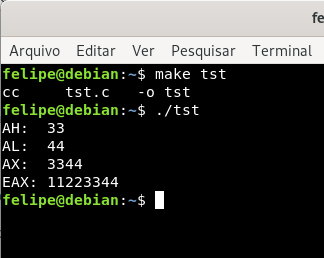 fe
Arquivo Editar Ver Pesquisar Terminal
felipe@debian:~$ make tst
cc     tst.c   -o tst
felipe@debian:~$ ./tst
AH:  33
AL:  44
AX:  3344
EAX: 11223344
felipe@debian:~$